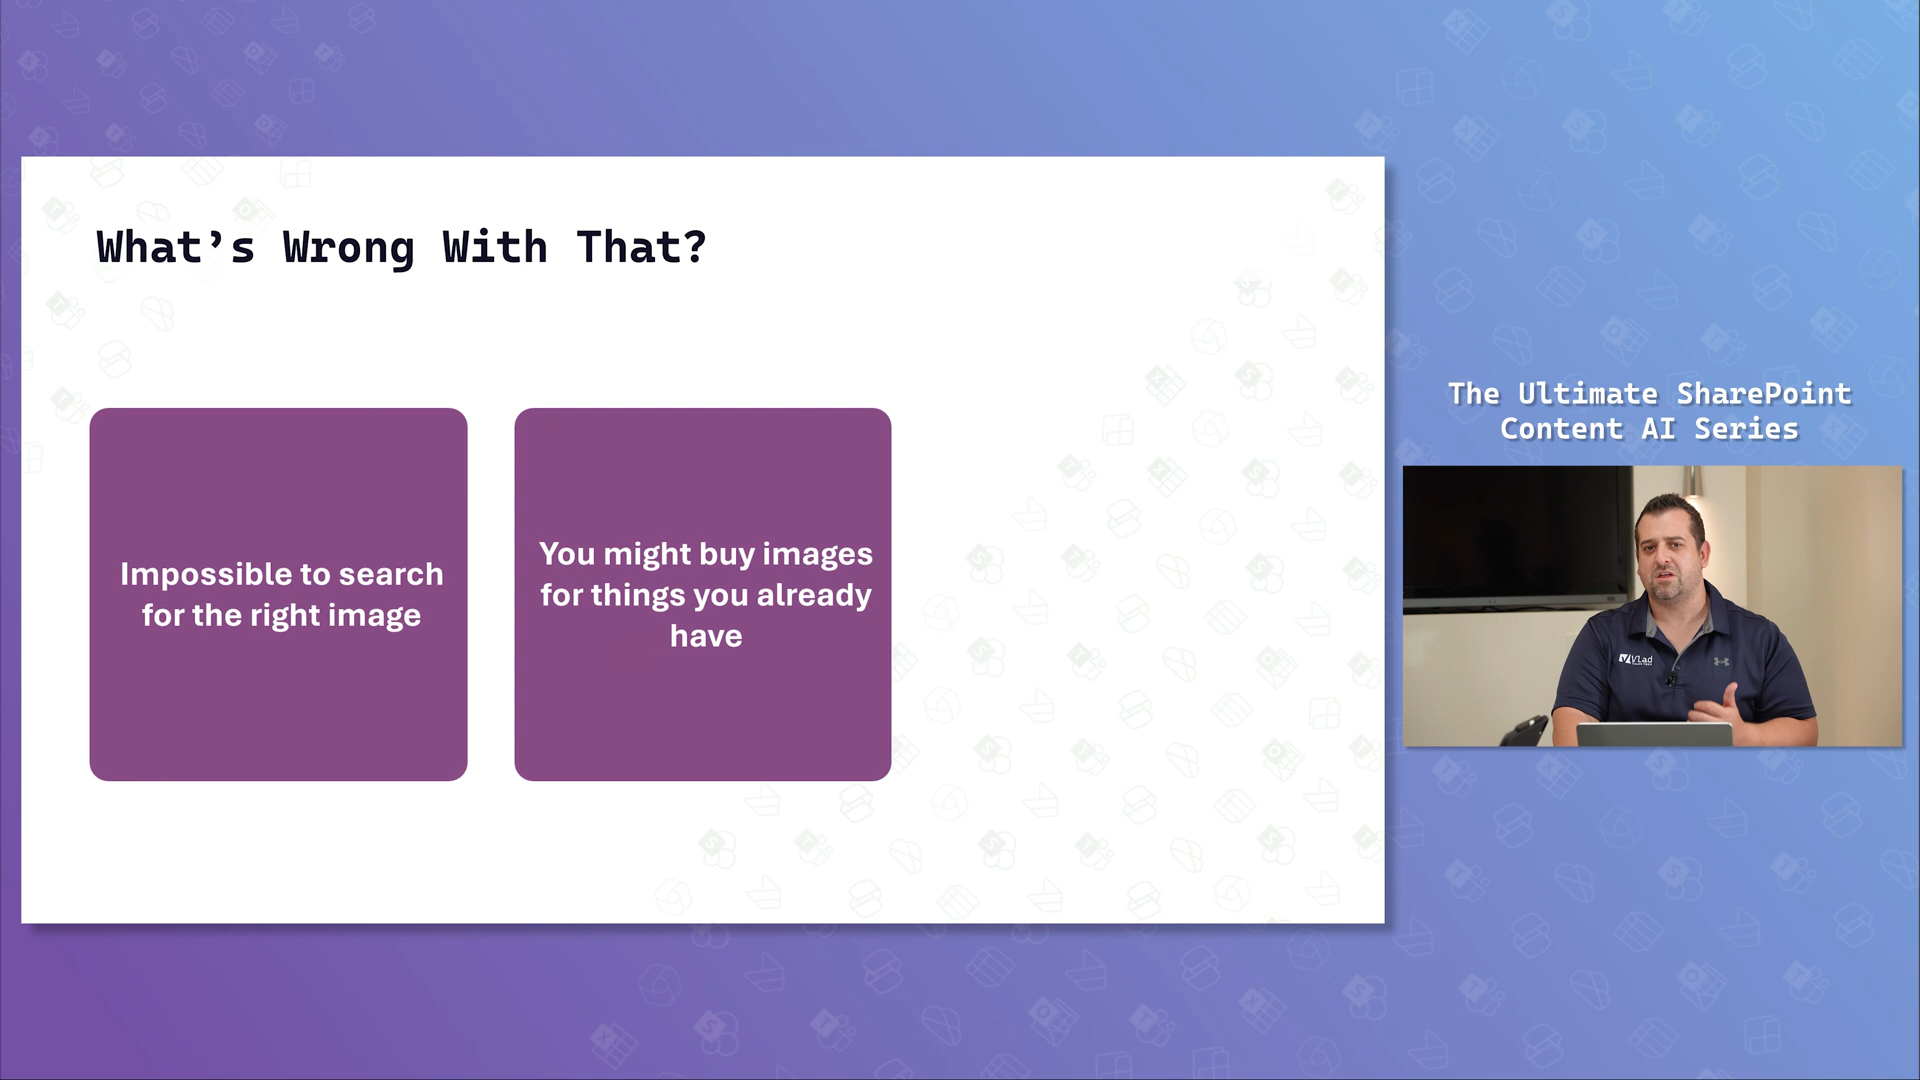 What’s Wrong With That?
Impossible to search
for the right image
You might buy images
for things you already
have
The Ultimate SharePoint
Content AI Series
Vlad